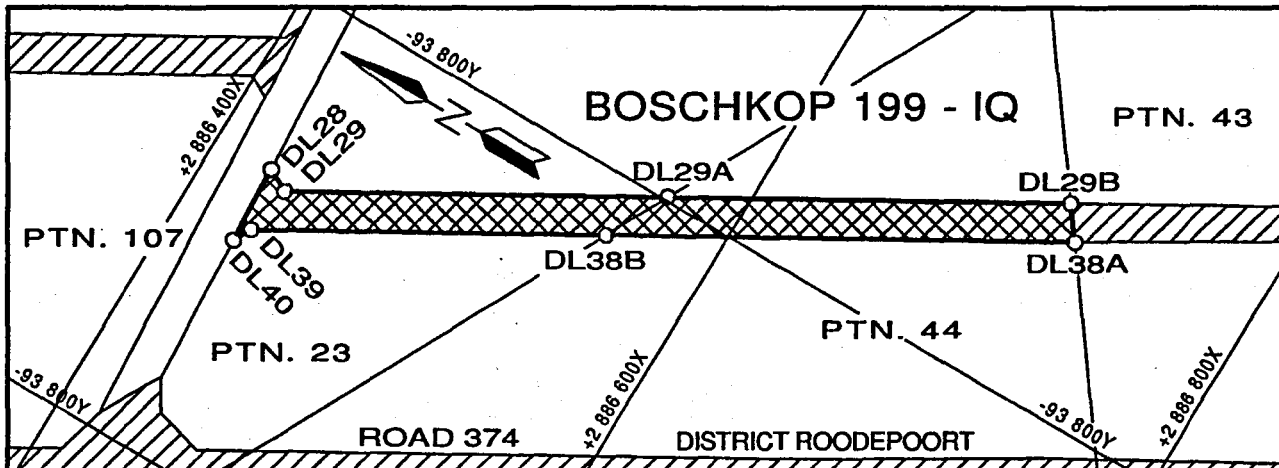 -93 800Y
+2 886 400X
N
BOSCHKOP 199 - IQ
PTN. 43
DL28
DL29
DL29A
DL29B
PTN. 107
DL39
DL40
DL38B
DL38A
PTN. 23
PTN. 44
-93 800Y
+2 886 600X
-93 800Y
+2 886 800X
ROAD 374
DISTRICT ROODEPOORT